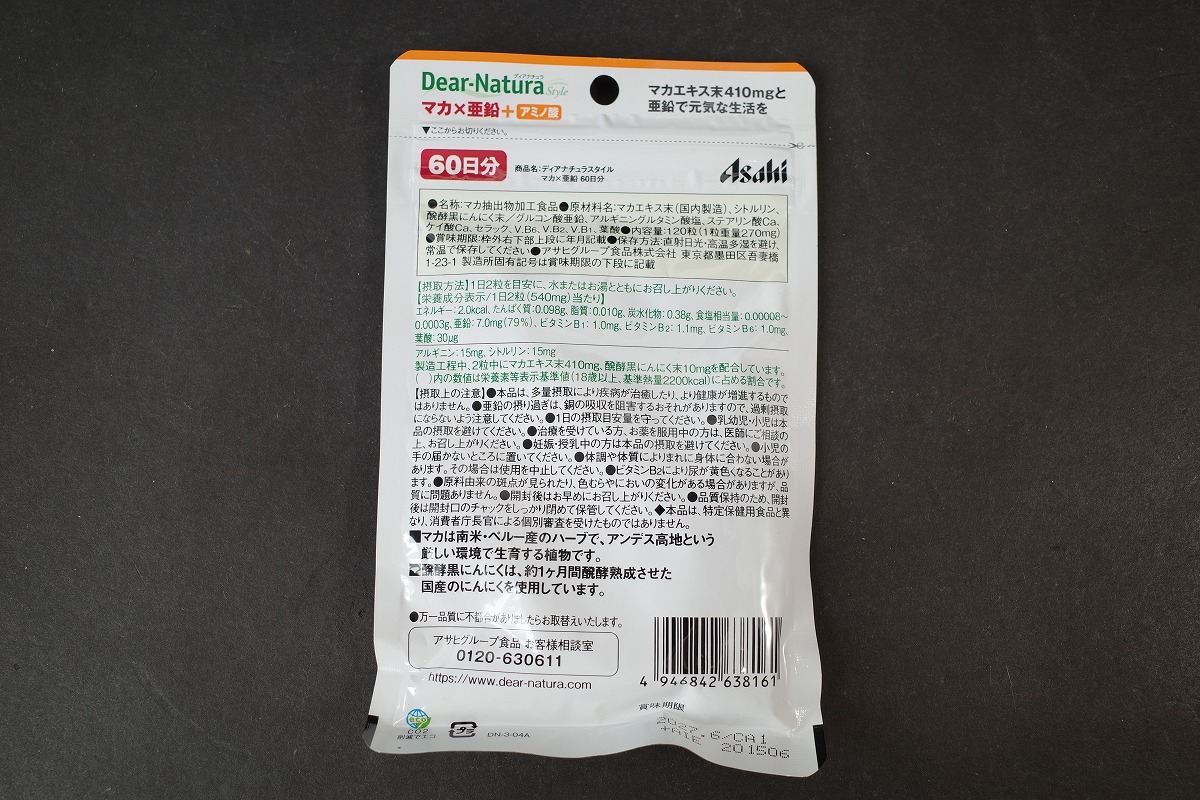 ディアナチュラ
Dear-Natura Style
マカ×亜鉛+アミノ酸
マカエキス末410mgと
亜鉛で元気な生活を
▼ここからお切りください。
60日分
商品名:ディアナチュラスタイル
マカ×亜鉛 60日分
Asahi
●名称:マカ抽出物加工食品●原材料名:マカエキス末(国内製造)、シトルリン、
醗酵黒にんにく末/グルコン酸亜鉛、アルギニングルタミン酸塩、ステアリン酸Ca、
ケイ酸Ca、セラック、V.B6、V.B2、V.B1、葉酸●内容量:120粒(1粒重量270mg)
●賞味期限:枠外右下部上段に年月記載●保存方法:直射日光・高温多湿を避け、
常温で保存してください●アサヒグループ食品株式会社 東京都墨田区吾妻橋
1-23-1 製造所固有記号は賞味期限の下段に記載
【摂取方法】1日2粒を目安に、水またはお湯とともにお召し上がりください。
【栄養成分表示/1日2粒(540mg)当たり】
エネルギー:2.0kcal、たんぱく質:0.098g、脂質:0.010g、炭水化物:0.38g、食塩相当量:0.00008～
0.0003g、亜鉛:7.0mg(79%)、ビタミンB1:1.0mg、ビタミンB2:1.1mg、ビタミンB6:1.0mg、
葉酸:30μg
アルギニン:15mg、シトルリン:15mg
製造工程中、2粒中にマカエキス末410mg、醗酵黒にんにく末10mgを配合しています。
( )内の数値は栄養素等表示基準値(18歳以上、基準熱量2200kcal)に占める割合です。
【摂取上の注意】●本品は、多量摂取により疾病が治癒したり、より健康が増進するもので
はありません。●亜鉛の摂り過ぎは、銅の吸収を阻害するおそれがありますので、過剰摂取
にならないよう注意してください。●1日の摂取目安量を守ってください。●乳幼児・小児は本
品の摂取を避けてください。●治療を受けている方、お薬を服用中の方は、医師にご相談の
上、お召し上がりください。●妊娠・授乳中の方は本品の摂取を避けてください。●小児の
手の届かないところに置いてください。●体調や体質によりまれに身体に合わない場合が
あります。その場合は使用を中止してください。●ビタミンB2により尿が黄色くなることがあり
ます。●原料由来の斑点が見られたり、色むらやにおいの変化がある場合がありますが、品
質に問題ありません。●開封後はお早めにお召し上がりください。●品質保持のため、開封
後は開封口のチャックをしっかり閉めて保管してください。◆本品は、特定保健用食品と異
なり、消費者庁長官による個別審査を受けたものではありません。
■マカは南米・ペルー産のハーブで、アンデス高地という
厳しい環境で生育する植物です。
■醗酵黒にんにくは、約1ヶ月間醗酵熟成させた
国産のにんにくを使用しています。
●万一品質に不都合がありましたらお取替えいたします。
アサヒグループ食品 お客様相談室
0120-630611
https://www.dear-natura.com
4 946842 638161
賞味期限
2027.6/CA1
+AIE 201506
eco
CO2
削減でエコ
プラ
DN-3-04A